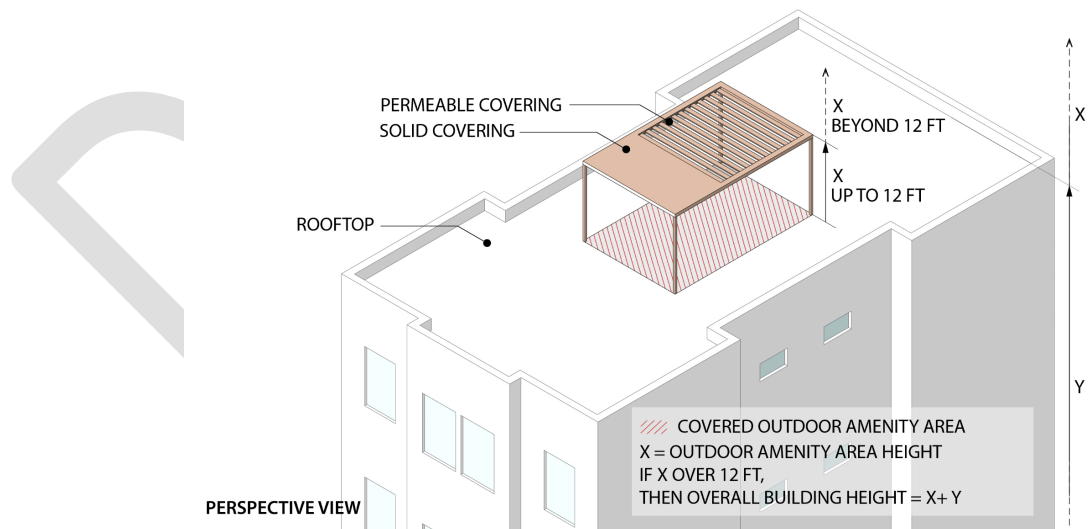 PERMEABLE COVERING
SOLID COVERING
ROOFTOP
X
BEYOND 12 FT
X
UP TO 12 FT
X
Y
COVERED OUTDOOR AMENITY AREA
X = OUTDOOR AMENITY AREA HEIGHT
IF X OVER 12 FT,
THEN OVERALL BUILDING HEIGHT = X+ Y
PERSPECTIVE VIEW